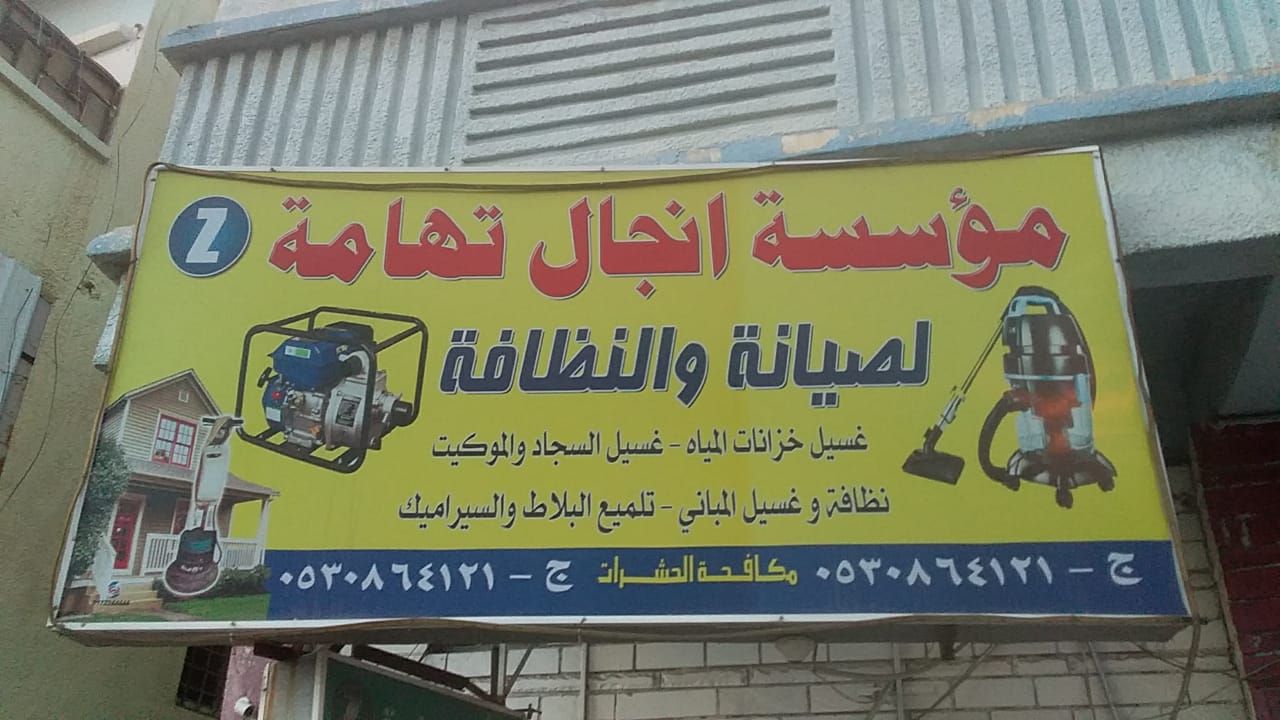 مؤسسة انجال تهامة
Z
لصيانة والنظافة
غسيل خزانات المياه - غسيل السجاد والموكيت
نظافة و غسيل المباني - تلميع البلاط والسيراميك
ج - ٠٥٣٠٨٦٤١٢١ مكافحة الحشرات ج - ٠٥٣٠٨٦٤١٢١